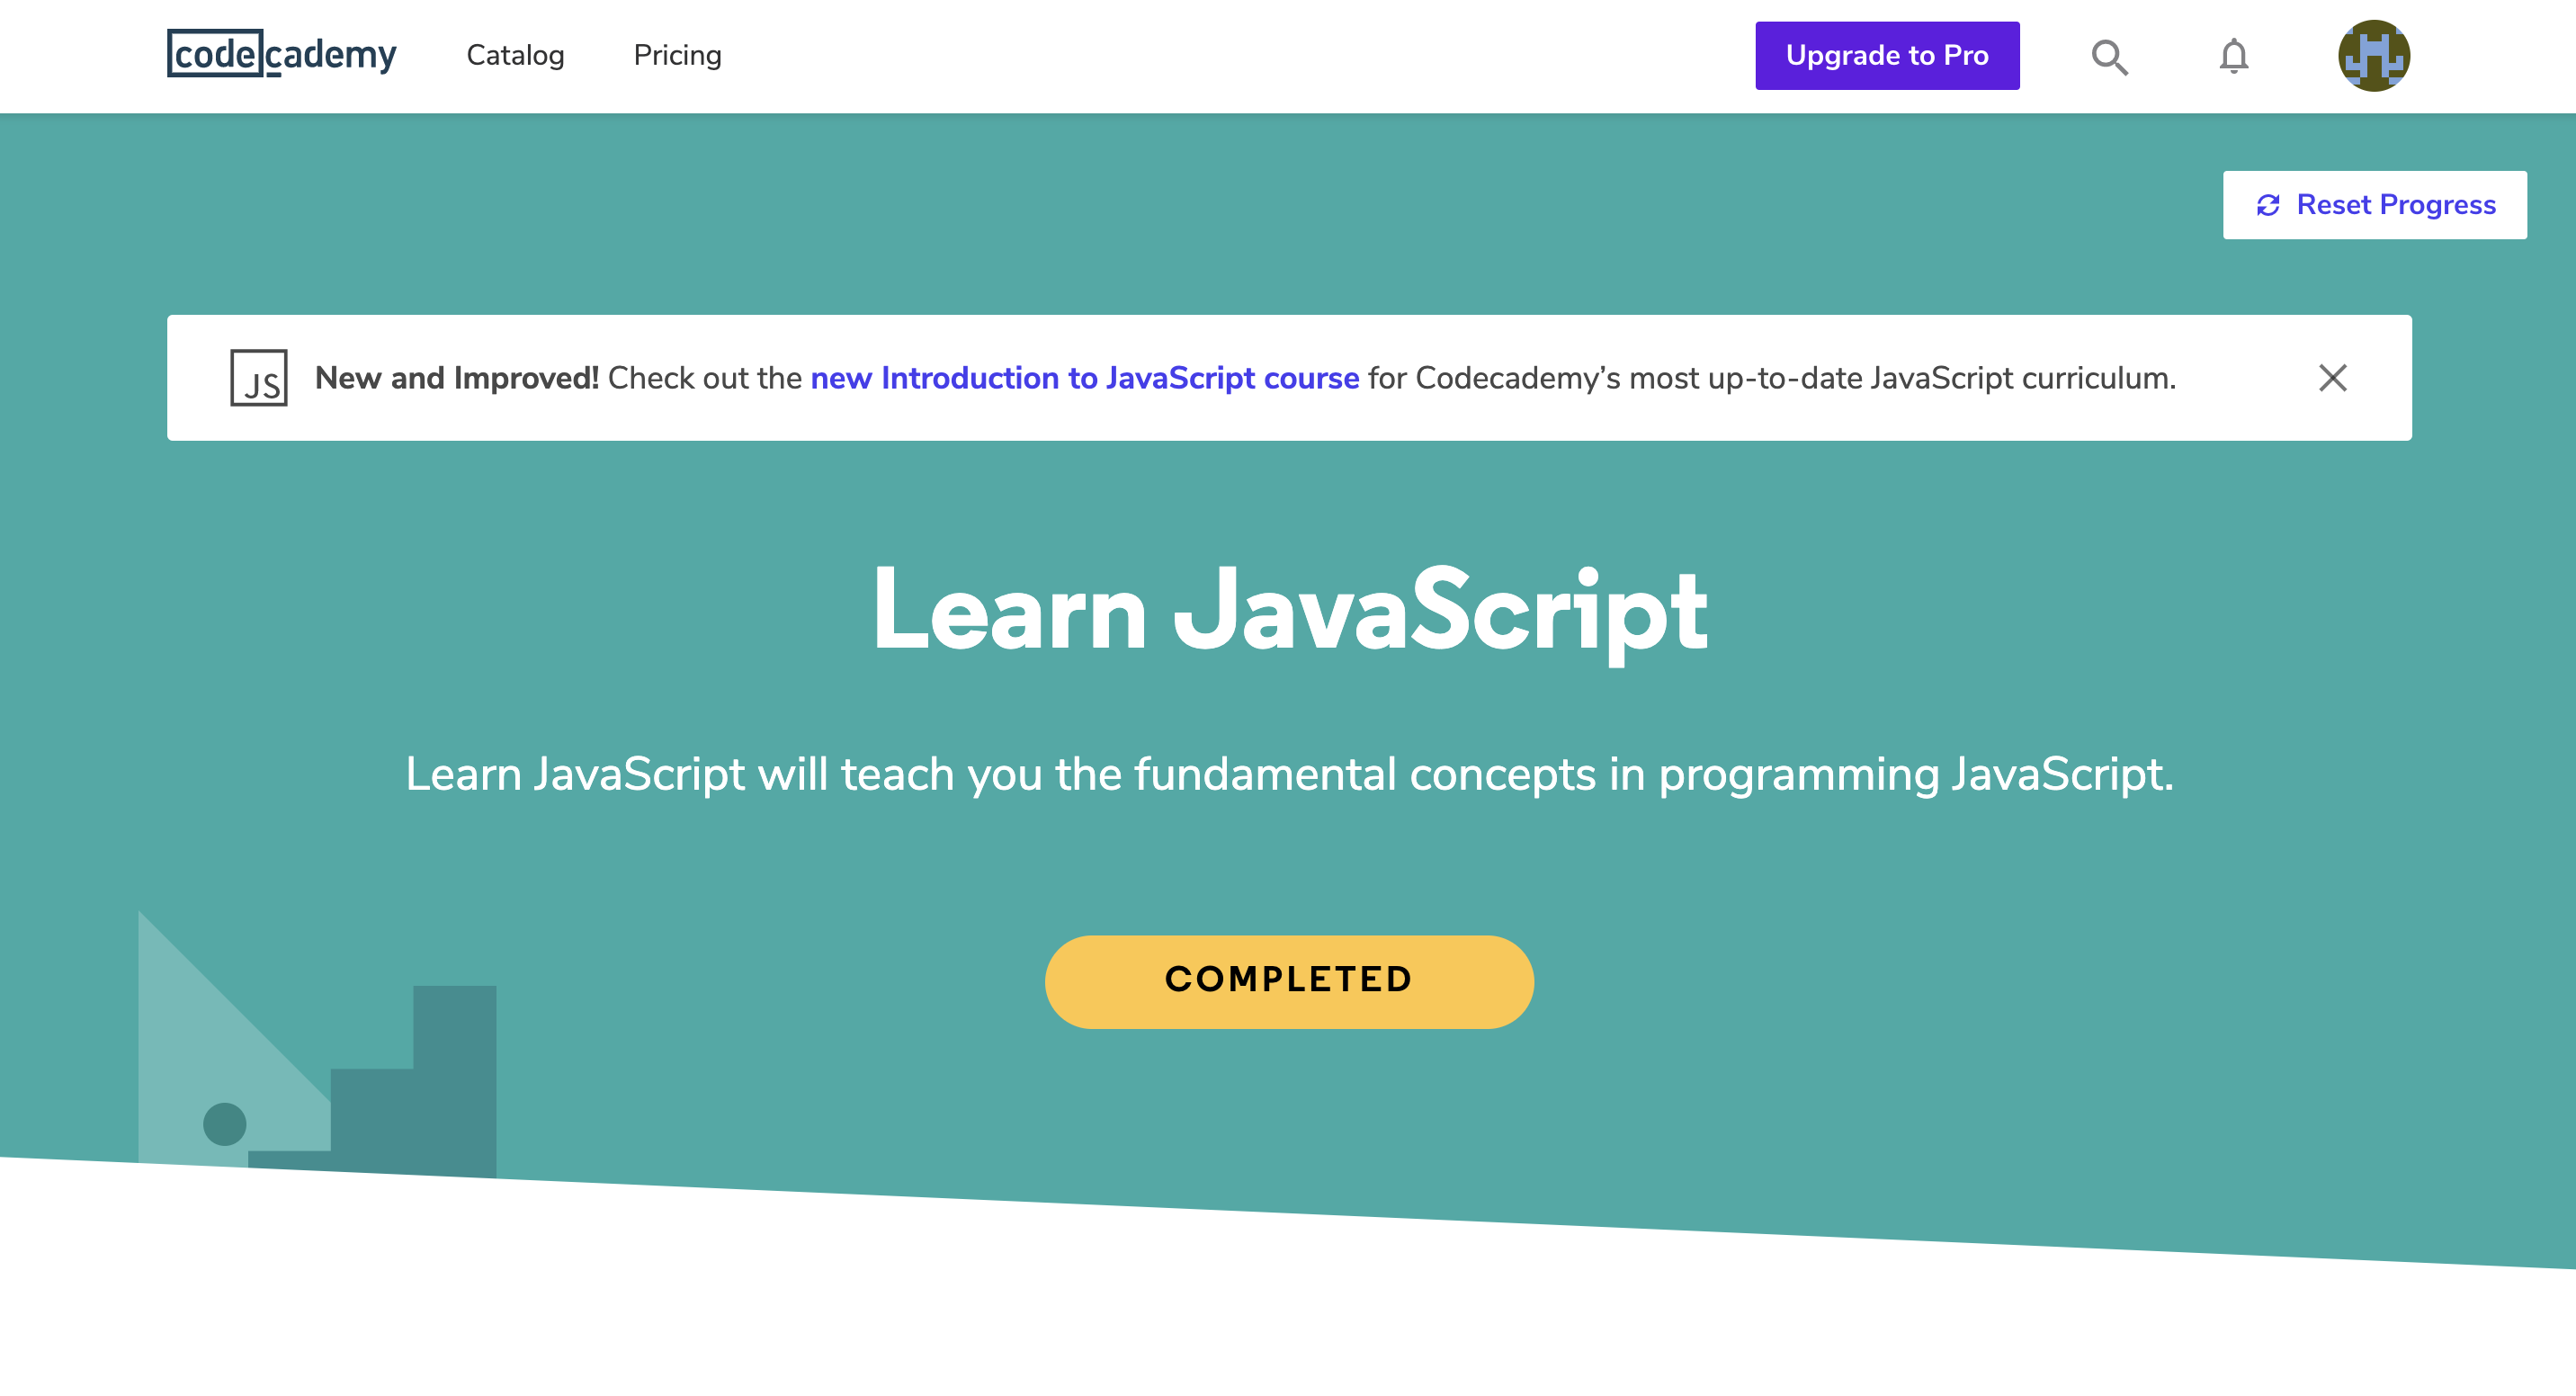 codecademy Catalog Pricing Upgrade to Pro
Reset Progress
JS New and Improved! Check out the new Introduction to JavaScript course for Codecademy’s most up-to-date JavaScript curriculum.
Learn JavaScript
Learn JavaScript will teach you the fundamental concepts in programming JavaScript.
COMPLETED